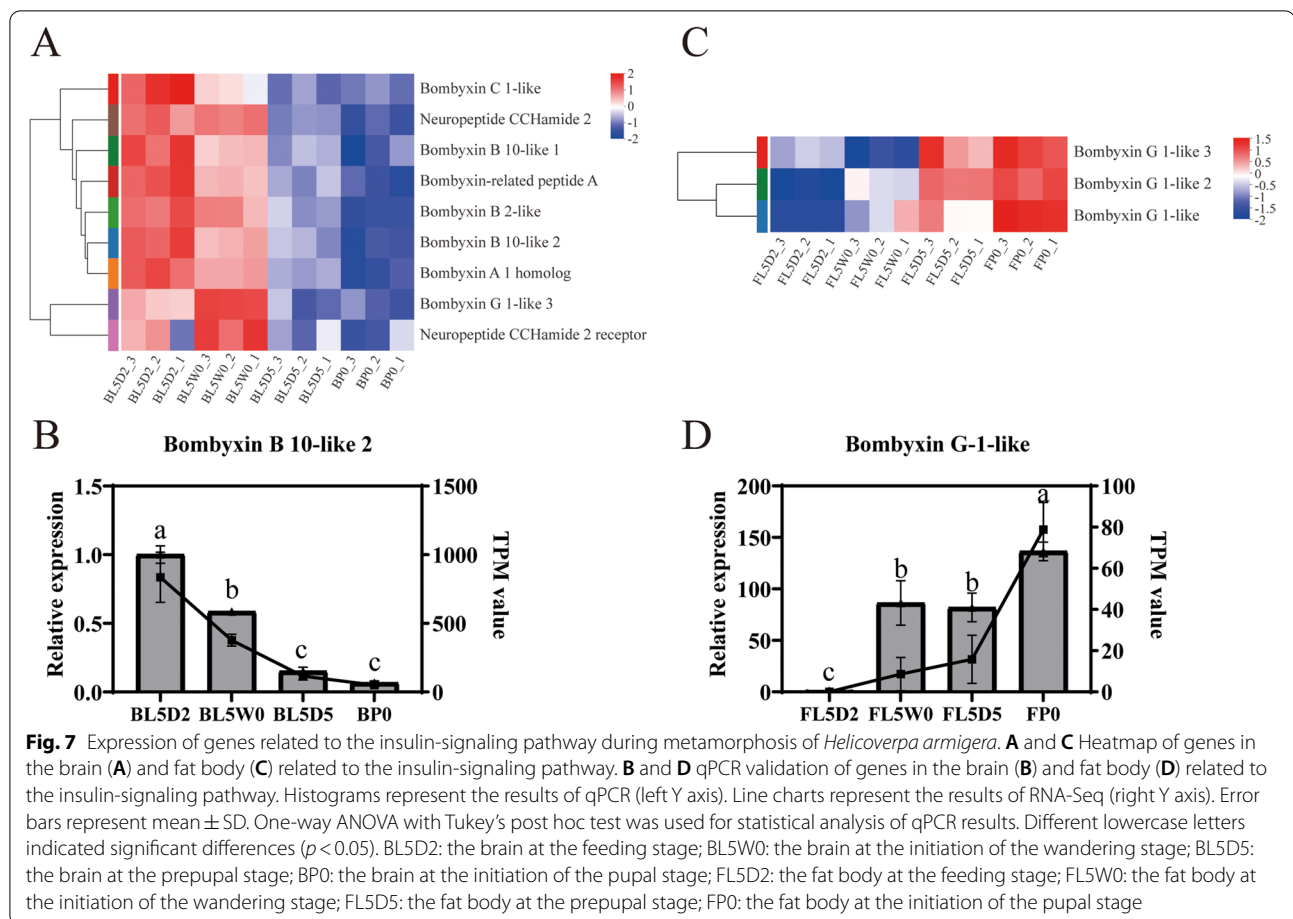 A
Bombyxin C 1-like
Neuropeptide CCHamide 2
Bombyxin B 10-like 1
Bombyxin-related peptide A
Bombyxin B 2-like
Bombyxin B 10-like 2
Bombyxin A 1 homolog
Bombyxin G 1-like 3
Neuropeptide CCHamide 2 receptor
2
1
0
-1
-2
BL5D2_3
BL5D2_2
BL5D2_1
BL5W0_3
BL5W0_2
BL5W0_1
BL5D5_3
BL5D5_2
BL5D5_1
BP0_3
BP0_2
BP0_1
C
Bombyxin G 1-like 3
Bombyxin G 1-like 2
Bombyxin G 1-like
1.5
1
0.5
0
-0.5
-1
-1.5
-2
FL5D2_3
FL5D2_2
FL5D2_1
FL5W0_3
FL5W0_2
FL5W0_1
FL5D5_3
FL5D5_2
FL5D5_1
FP0_3
FP0_2
FP0_1
B
Bombyxin B 10-like 2
Relative expression
1.5
1.0
0.5
0.0
a
b
c
c
1500
1000
500
0
TPM value
BL5D2 BL5W0 BL5D5 BP0
D
Bombyxin G-1-like
Relative expression
200
150
100
50
0
c
b
b
a
100
80
60
40
20
0
TPM value
FL5D2 FL5W0 FL5D5 FP0
Fig. 7 Expression of genes related to the insulin-signaling pathway during metamorphosis of Helicoverpa armigera. A and C Heatmap of genes in
the brain (A) and fat body (C) related to the insulin-signaling pathway. B and D qPCR validation of genes in the brain (B) and fat body (D) related to
the insulin-signaling pathway. Histograms represent the results of qPCR (left Y axis). Line charts represent the results of RNA-Seq (right Y axis). Error
bars represent mean ± SD. One-way ANOVA with Tukey's post hoc test was used for statistical analysis of qPCR results. Different lowercase letters
indicated significant differences (p < 0.05). BL5D2: the brain at the feeding stage; BL5W0: the brain at the initiation of the wandering stage; BL5D5:
the brain at the prepupal stage; BP0: the brain at the initiation of the pupal stage; FL5D2: the fat body at the feeding stage; FL5W0: the fat body at
the initiation of the wandering stage; FL5D5: the fat body at the prepupal stage; FP0: the fat body at the initiation of the pupal stage